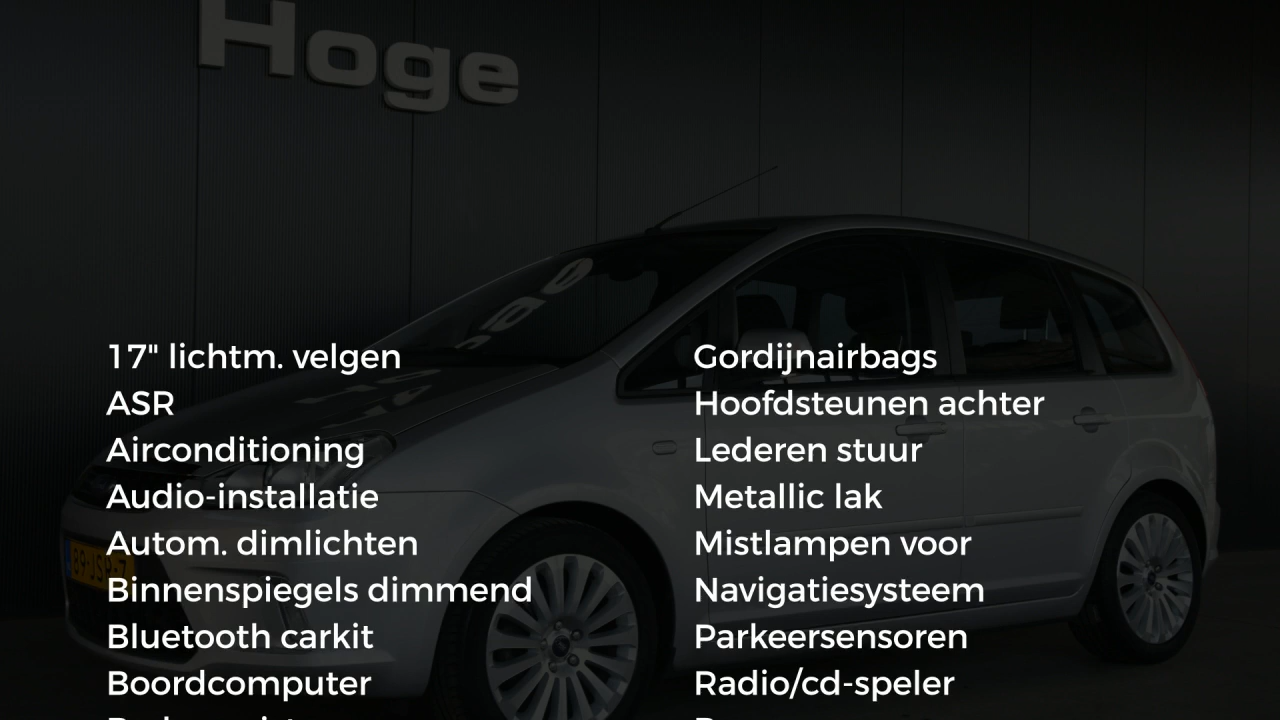 Hoge
17" lichtm. velgen
ASR
Airconditioning
Audio-installatie
Autom. dimlichten
Binnenspiegels dimmend
Bluetooth carkit
Boordcomputer
Gordijnairbags
Hoofdsteunen achter
Lederen stuur
Metallic lak
Mistlampen voor
Navigatiesysteem
Parkeersensoren
Radio/cd-speler